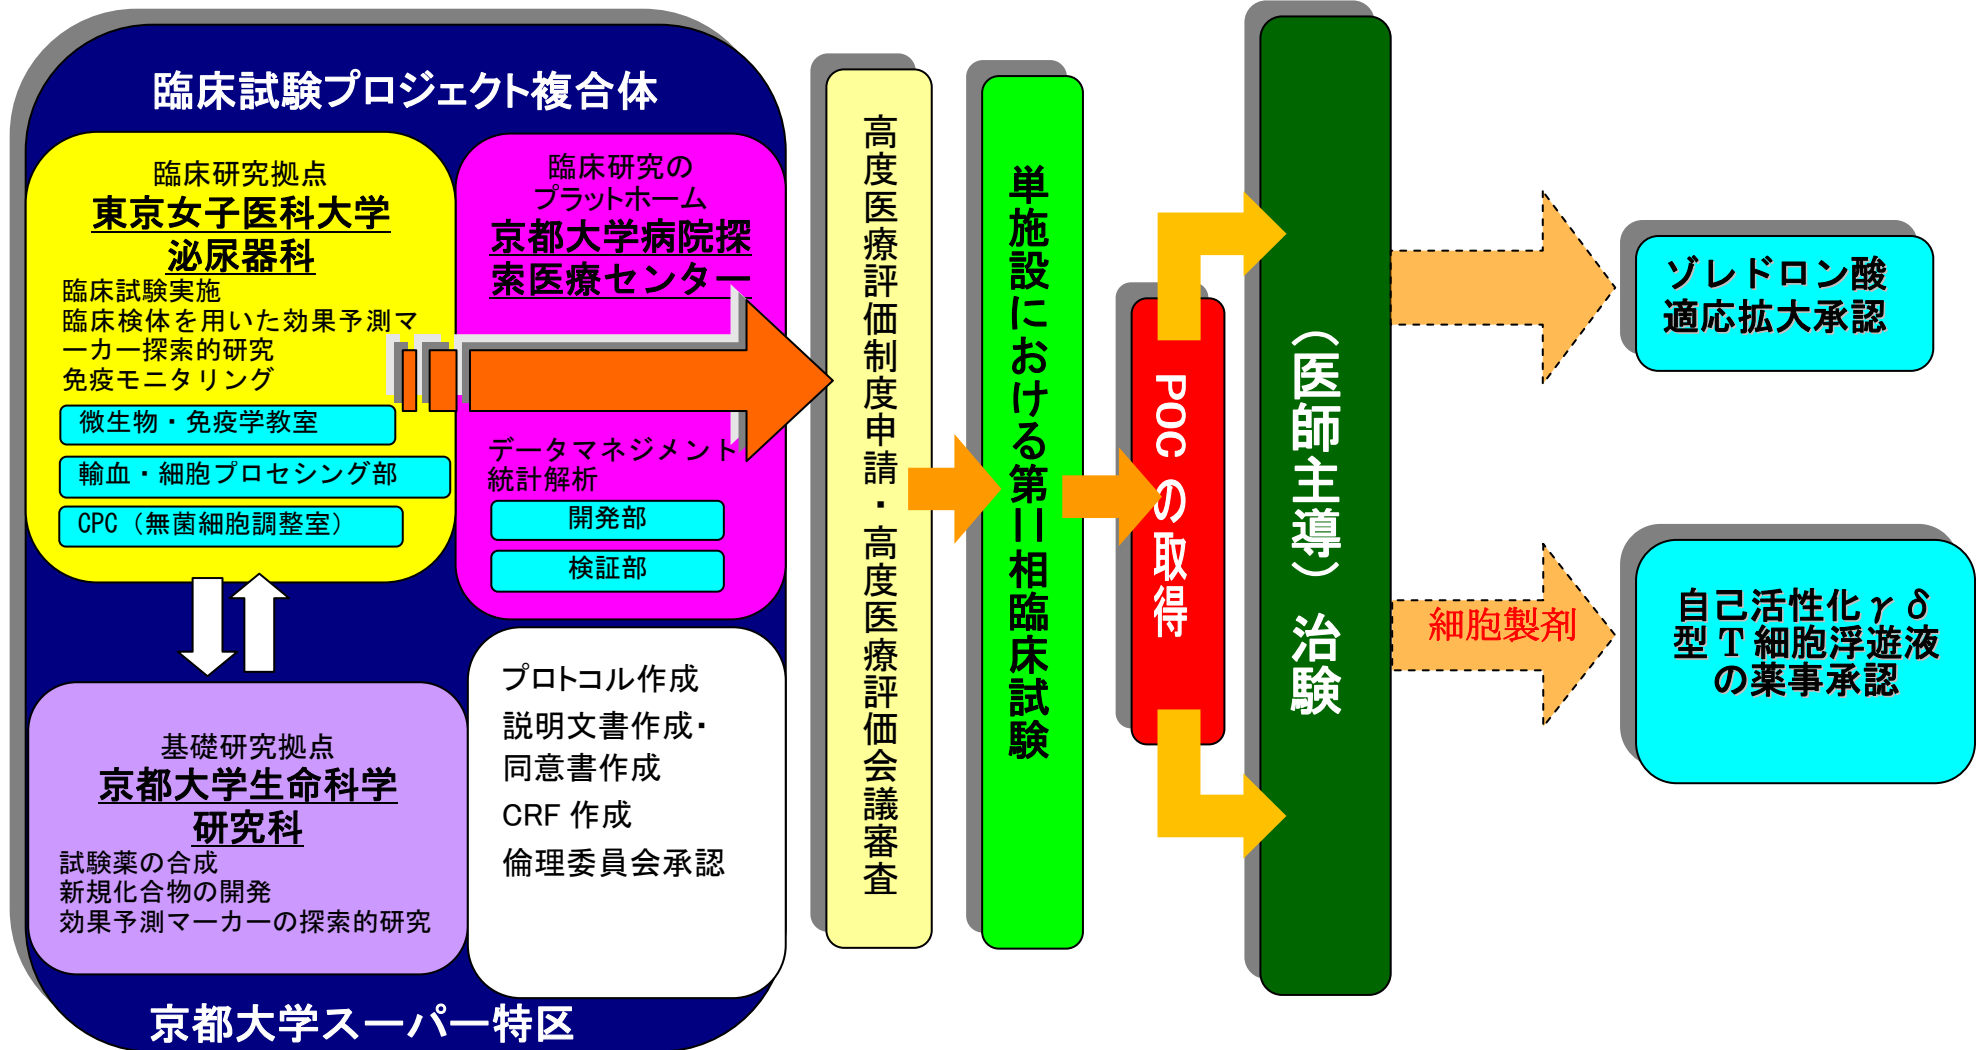 臨床試験プロジェクト複合体
臨床研究拠点
東京女子医科大学
泌尿器科
臨床試験実施
臨床検体を用いた効果予測マ
ーカー探索的研究
免疫モニタリング
微生物・免疫学教室
輸血・細胞プロセシング部
CPC（無菌細胞調整室）
臨床研究の
プラットホーム
京都大学病院探
索医療センター
データマネジメント
統計解析
開発部
検証部
基礎研究拠点
京都大学生命科学
研究科
試験薬の合成
新規化合物の開発
効果予測マーカーの探索的研究
プロトコル作成
説明文書作成・
同意書作成
CRF 作成
倫理委員会承認
京都大学スーパー特区
高度医療評価制度申請・高度医療評価会議審査
単施設における第II相臨床試験
POC の取得
（医師主導）治験
ゾレドロン酸
適応拡大承認
細胞製剤
自己活性化γδ
型T細胞浮遊液
の薬事承認